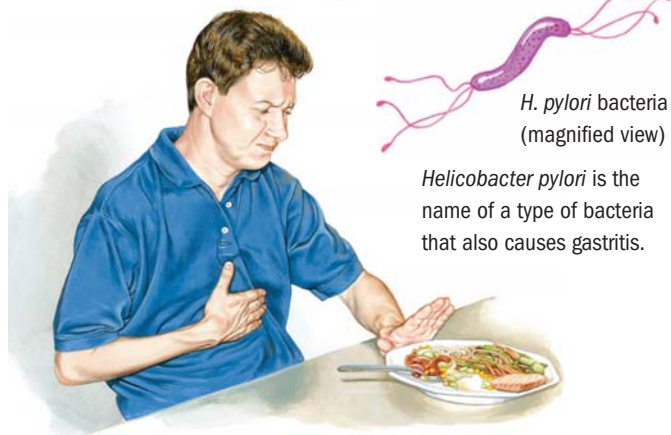 H. pylori bacteria
(magnified view)
Helicobacter pylori is the
name of a type of bacteria
that also causes gastritis.